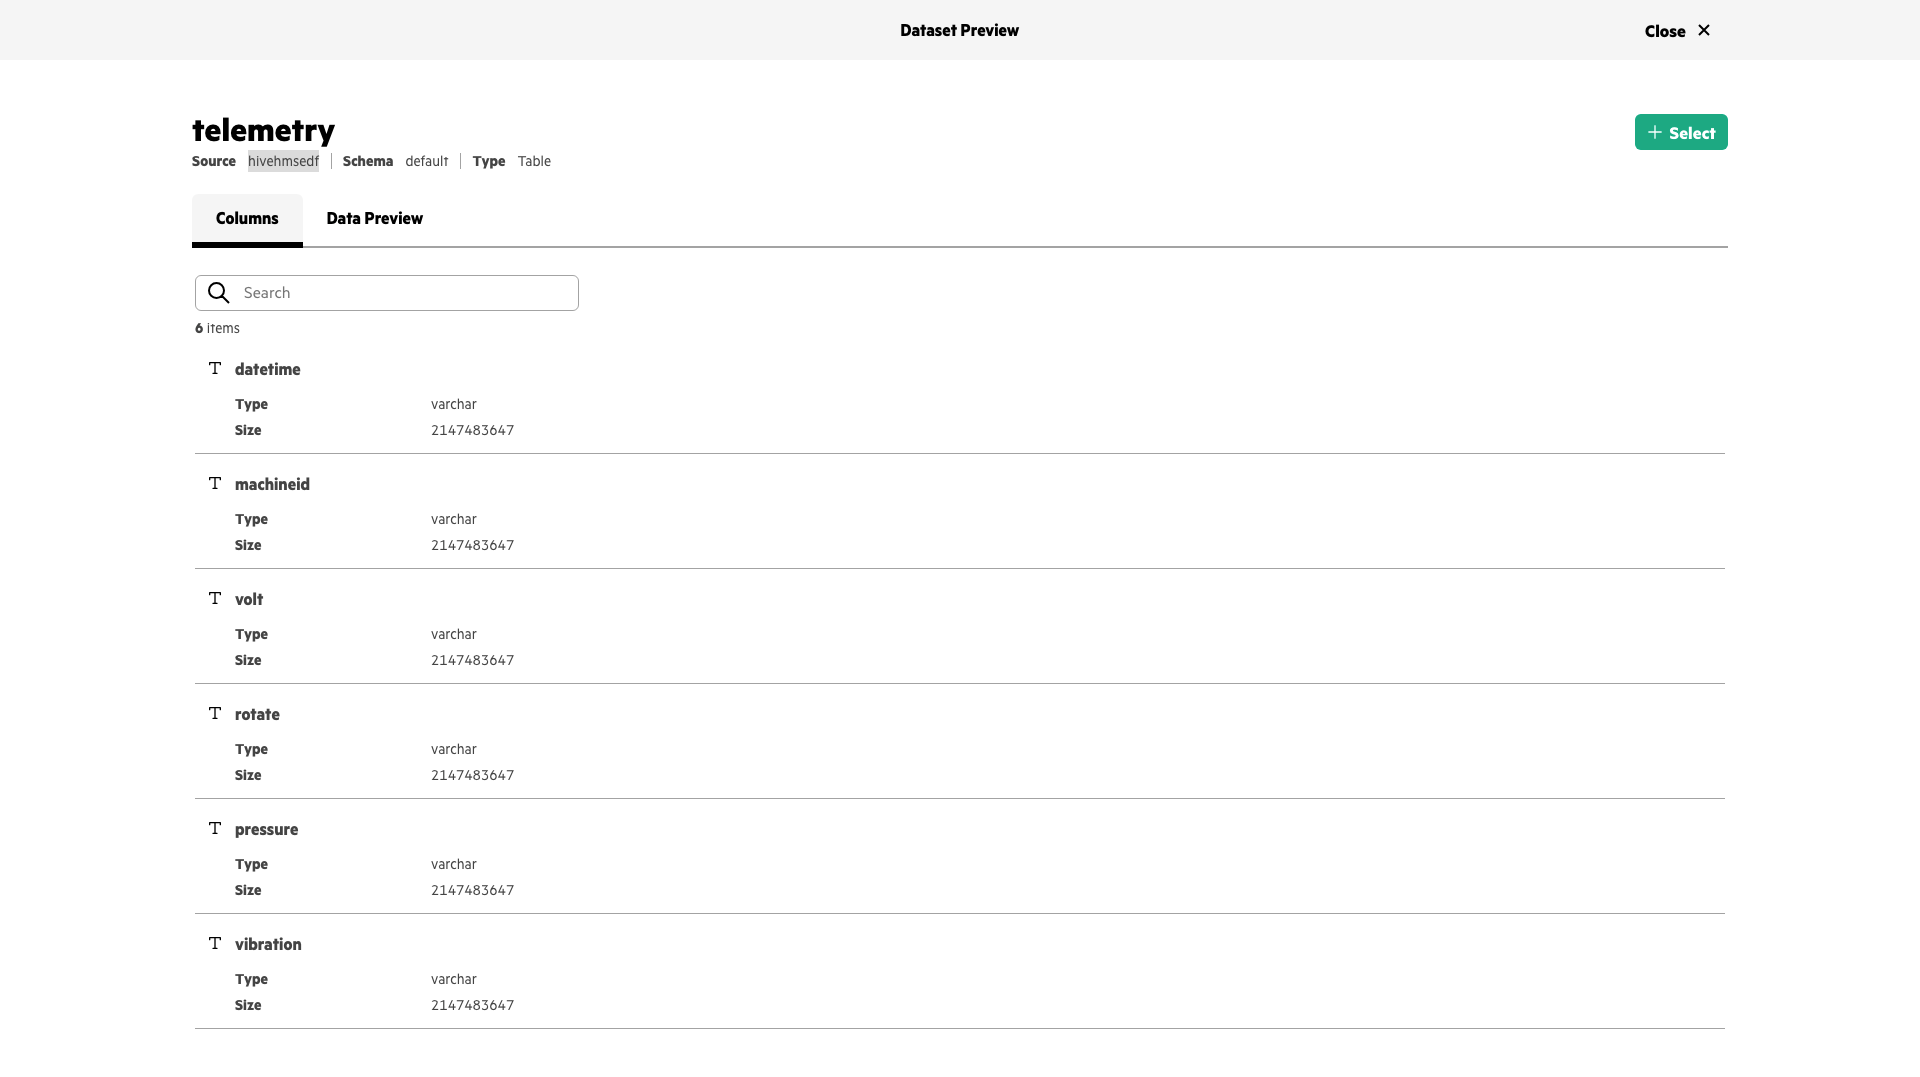 Dataset Preview
Close
telemetry
Select
Source hivehmsedf Schema default Type Table
Columns Data Preview
Search
6 items
datetime
Type varchar
Size 2147483647
machineid
Type varchar
Size 2147483647
volt
Type varchar
Size 2147483647
rotate
Type varchar
Size 2147483647
pressure
Type varchar
Size 2147483647
vibration
Type varchar
Size 2147483647